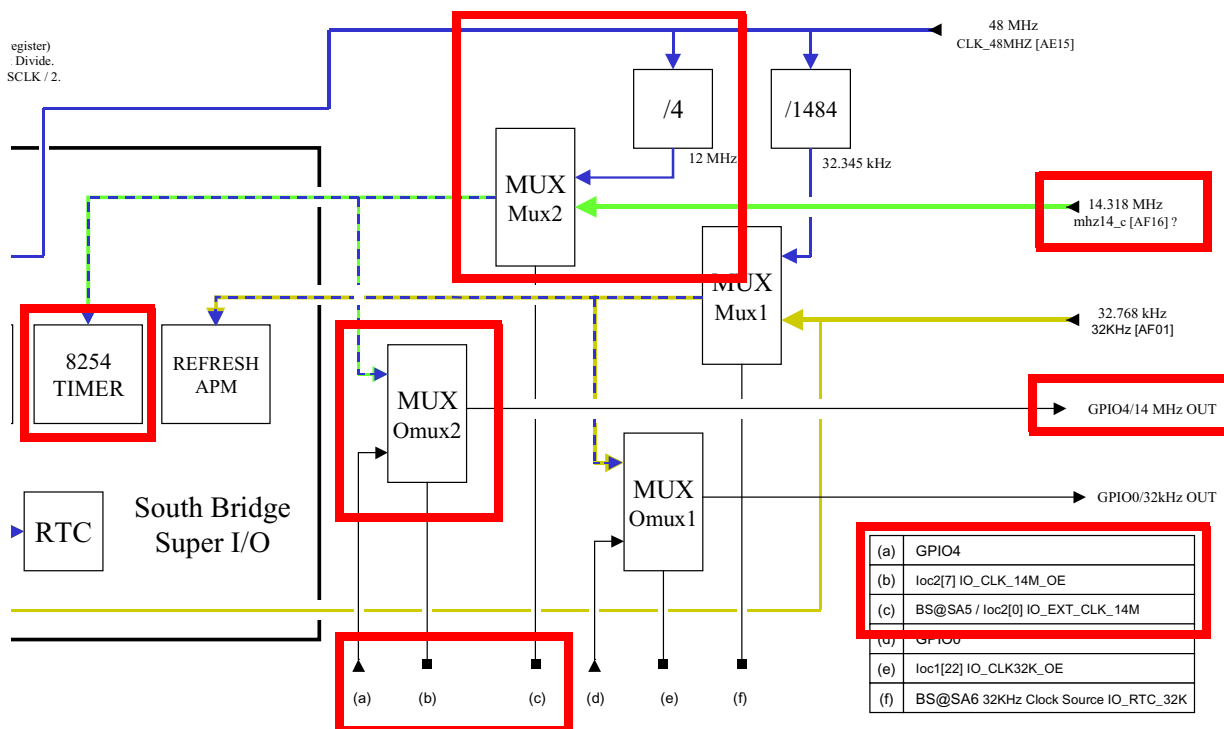 48 MHz
CLK_48MHZ [AE15]
egister)
Divide.
SCLK / 2.
/4
/1484
12 MHz
32.345 kHz
MUX
Mux2
14.318 MHz
mhz14_c [AF16] ?
MUX
Mux1
32.768 kHz
32KHz [AF01]
8254
TIMER
REFRESH
APM
MUX
Omux2
GPIO4/14 MHz OUT
MUX
Omux1
GPIO0/32kHz OUT
RTC
South Bridge
Super I/O
(a) GPIO4
(b) Ioc2[7] IO_CLK_14M_OE
(c) BS@SA5 / Ioc2[0] IO_EXT_CLK_14M
(d) GPIO0
(e) Ioc1[22] IO_CLK32K_OE
(f) BS@SA6 32KHz Clock Source IO_RTC_32K
(a) (b) (c) (d) (e) (f)